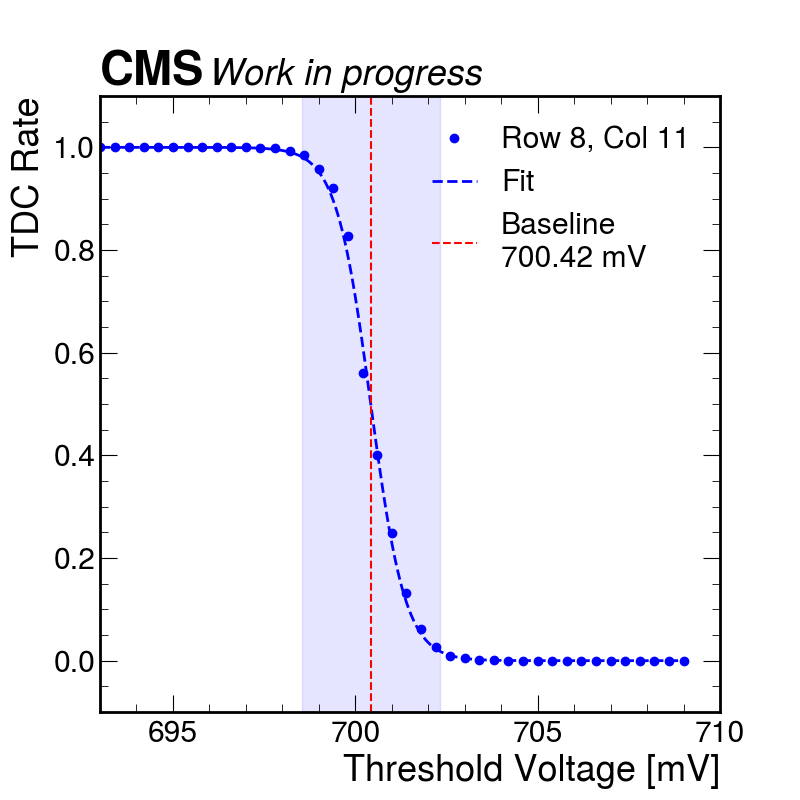 CMS Work in progress
TDC Rate
1.0
0.8
0.6
0.4
0.2
0.0
Row 8, Col 11
Fit
Baseline
700.42 mV
695 700 705 710
Threshold Voltage [mV]